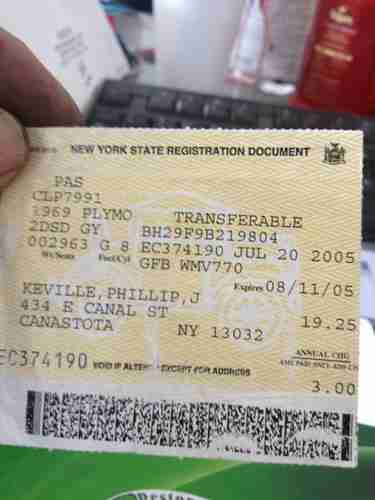 NEW YORK STATE REGISTRATION DOCUMENT
PAS
CLP7991
1969 PLYMO TRANSFERABLE
2DSD GY BH29F9B219804
002963 G 8 EC374190 JUL 20 2005
Wt/Seats Fuel/Cyl GFB WMV770
Expires 08/11/05
KEVILLE,PHILLIP,J
434 E CANAL ST 19.25
CANASTOTA NY 13032
ANNUAL CHG
EC374190 VOID IF ALTERED EXCEPT FOR ADDRESS
3.00